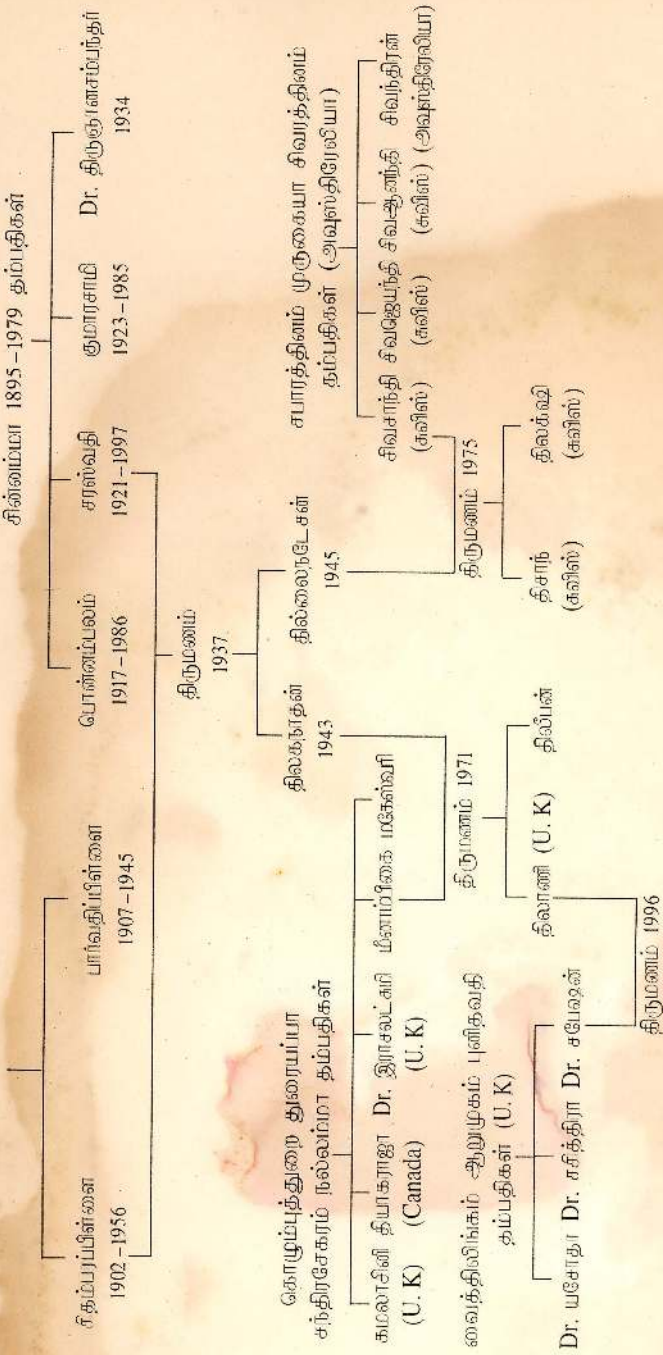 சின்னம்மா 1895 – 1979 தம்பதிகள்
சிதம்பரப்பிள்ளை
1902 – 1956
பார்வதிப்பிள்ளை
1907 – 1945
பொன்னம்பலம்
1917 – 1986
சரஸ்வதி
1921 – 1997
குமாரசாமி
1923 – 1985
Dr. திருஞானசம்பந்தர்
1934
திருமணம்
1937
திலகநாதன்
1943
தில்லைநடேசன்
1945
கொழும்புத்துறை துரையப்பா
சந்திரசேகரம் நல்லம்மா தம்பதிகள்
கமலாசினி தியாகராஜா Dr. இராசலட்சுமி மீனாம்பிகை மகேஸ்வரி
(U. K) (Canada) (U. K)
சபாரத்தினம் முருகையா சிவரத்தினம்
தம்பதிகள் (அவுஸ்திரேலியா)
சிவசாந்தி சிவஜெயந்தி சிவஆனந்தி சிவந்திரன்
(சுவிஸ்) (சுவிஸ்) (சுவிஸ்) (அவுஸ்திரேலியா)
திருமணம் 1971
திருமணம் 1975
திலாணி (U. K) திலீபன்
திசாந் திலக்ஷி
(சுவிஸ்) (சுவிஸ்)
வைத்திலிங்கம் ஆறுமுகம் புனிதவதி
தம்பதிகள் (U. K)
Dr. யசோதா Dr. சசித்திரா Dr. சபேஷன்
திருமணம் 1996